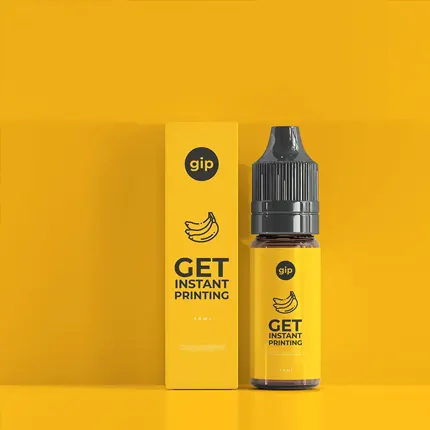 gip
GET
INSTANT
PRINTING
gip
GET
INSTANT
PRINTING